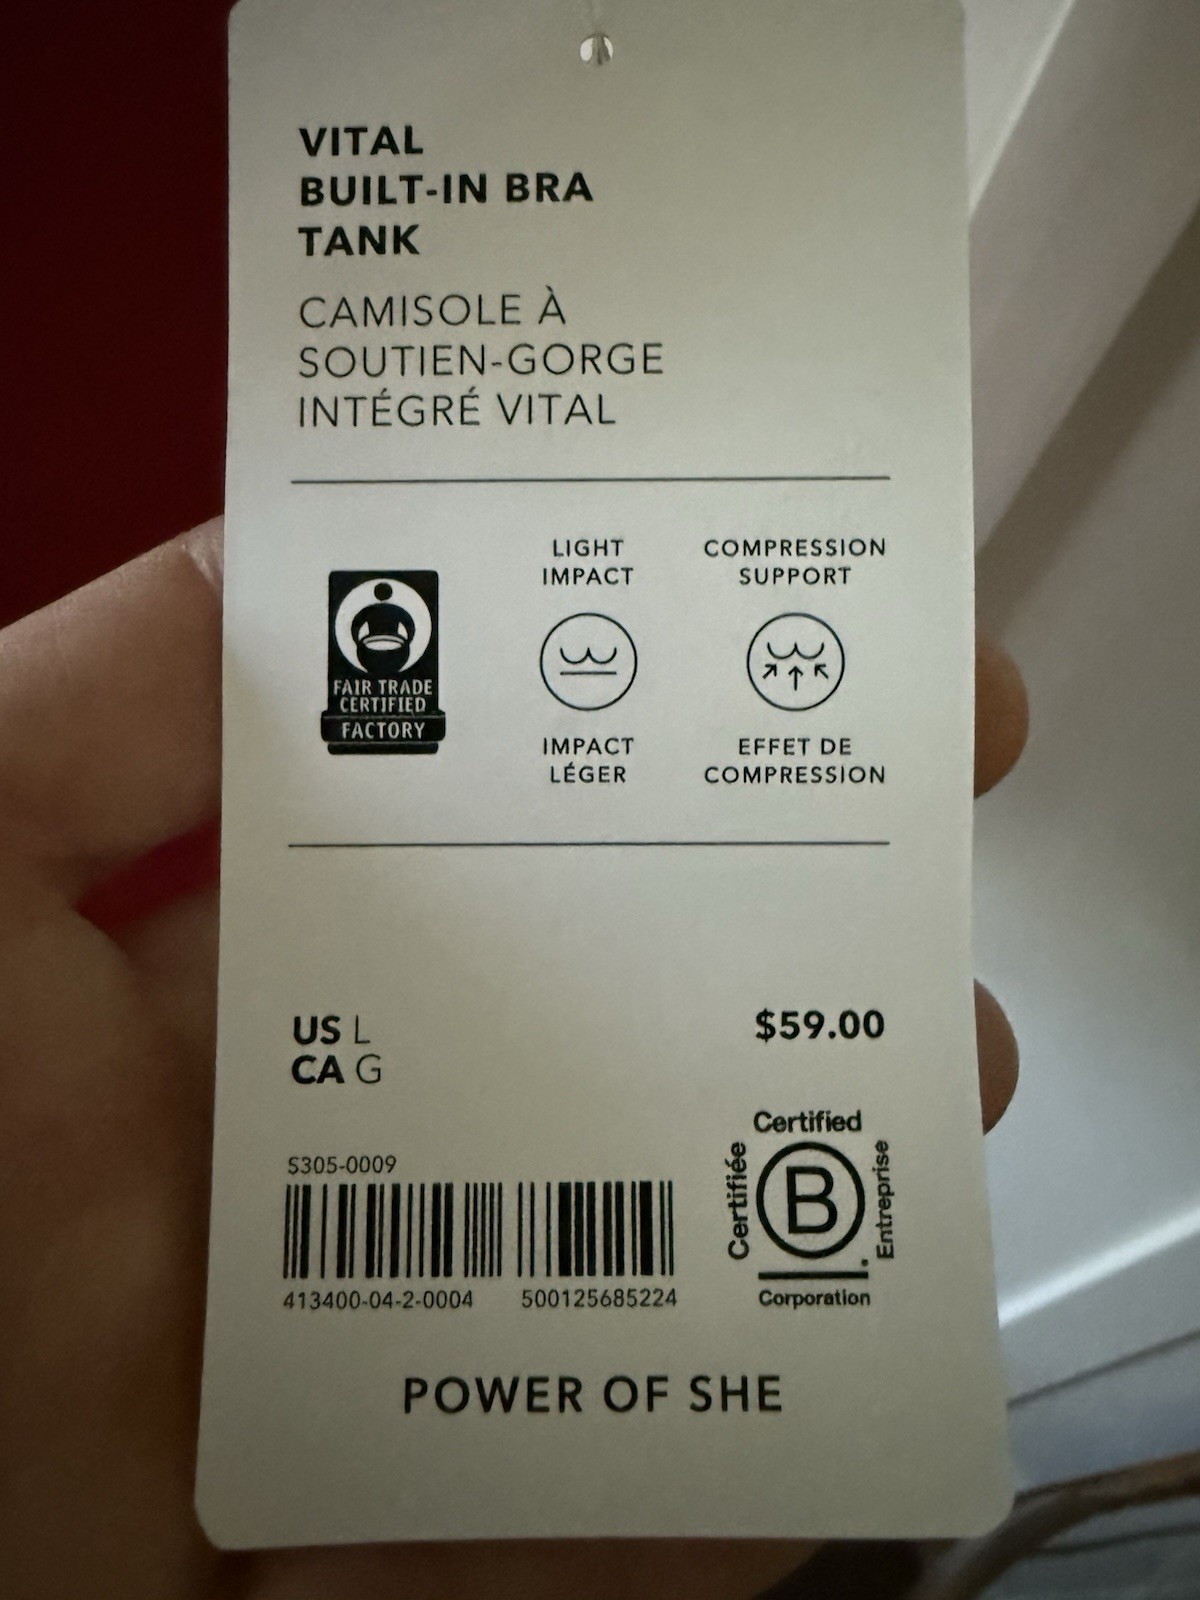 VITAL
BUILT-IN BRA
TANK
CAMISOLE À
SOUTIEN-GORGE
INTÉGRÉ VITAL
FAIR TRADE
CERTIFIED
FACTORY
LIGHT
IMPACT
IMPACT
LÉGER
COMPRESSION
SUPPORT
EFFET DE
COMPRESSION
US L
CA G
$59.00
S305-0009
413400-04-2-0004 500125685224
Certified
Certifiée
B
Entreprise
Corporation
POWER OF SHE